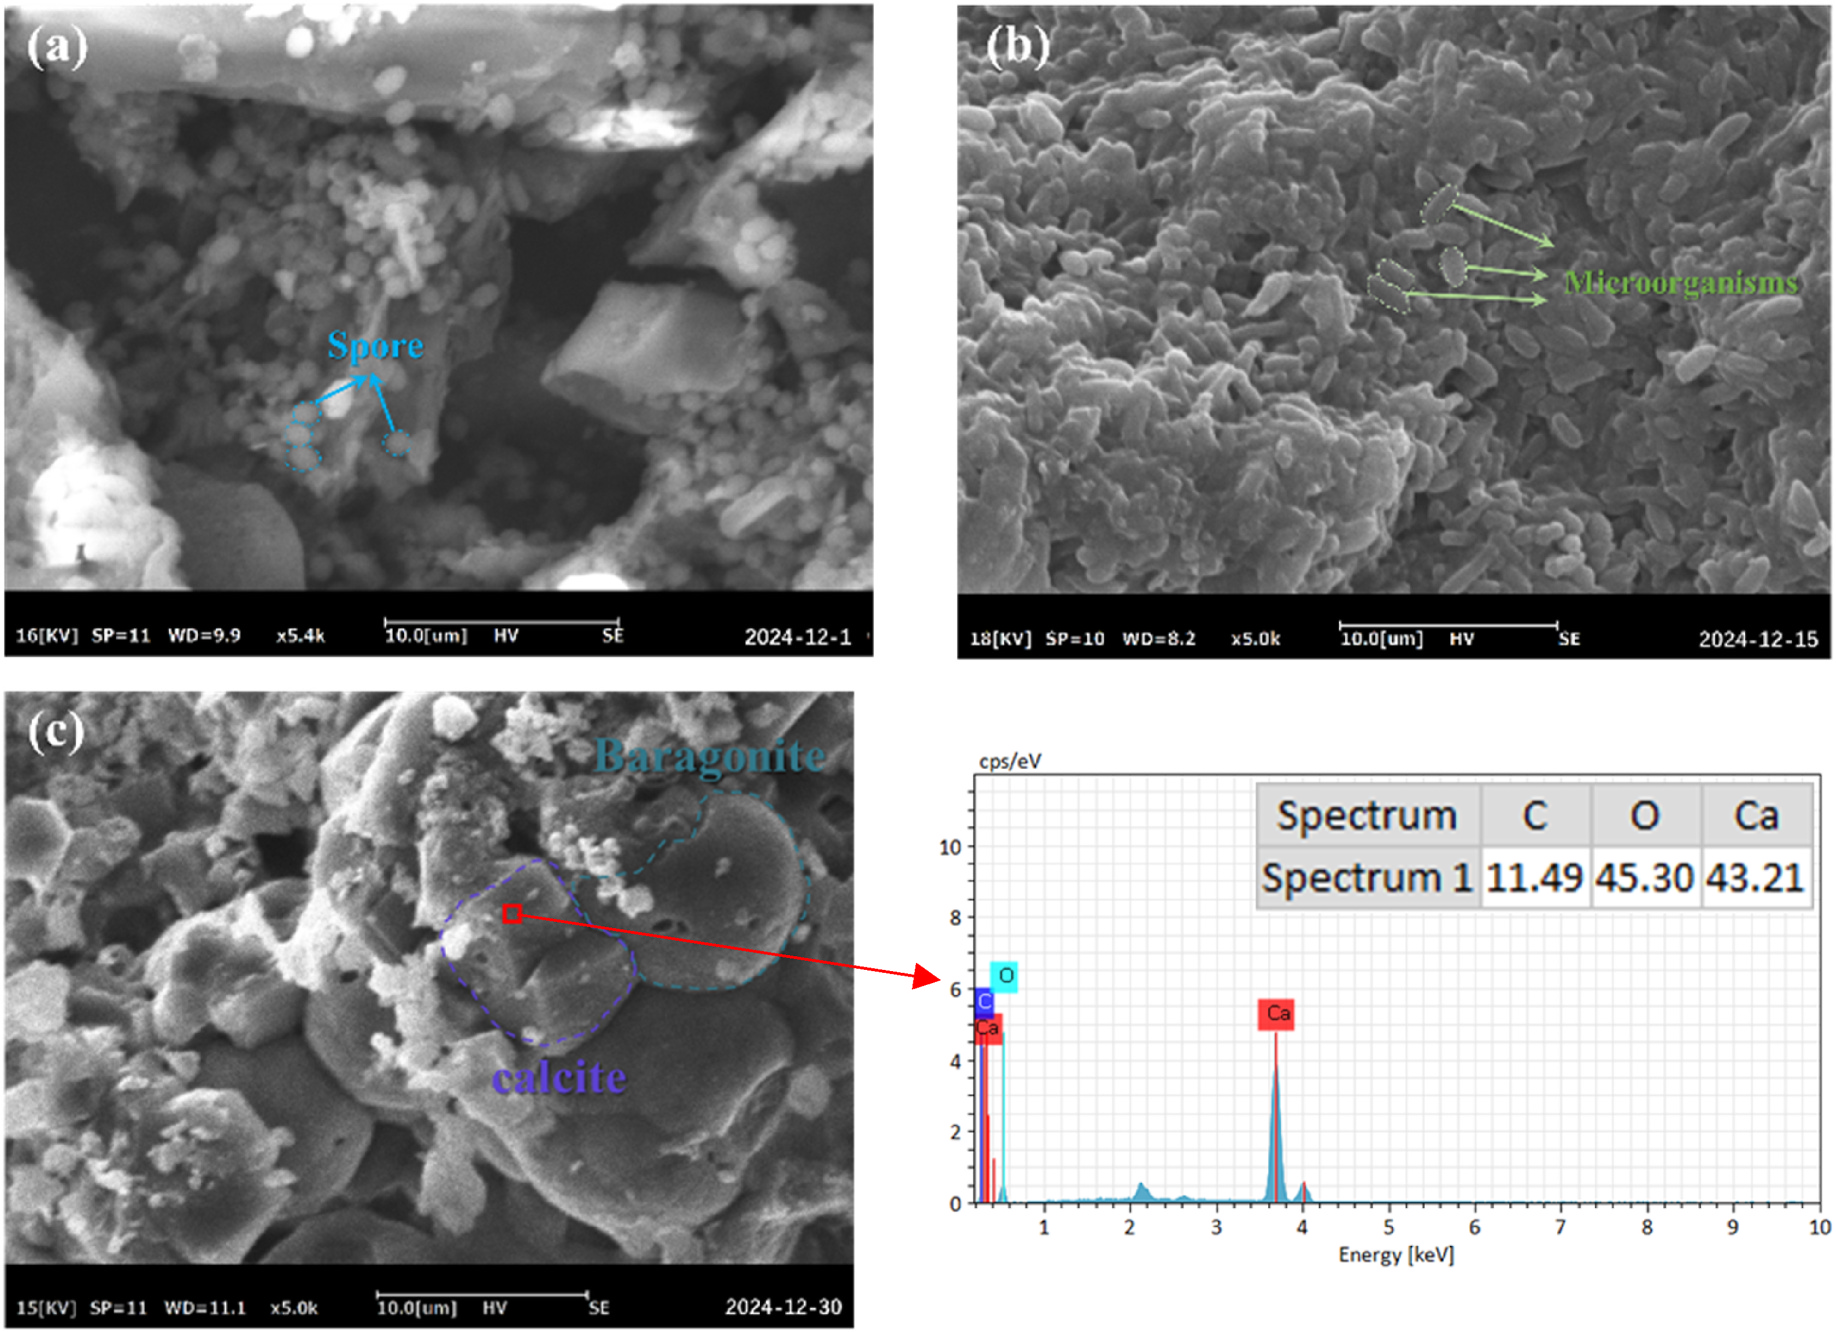 (a)
Spore
16[KV] SP=11 WD=9.9 x5.4k 10.0[um] HV SE 2024-12-1
(b)
Microorganisms
18[KV] SP=10 WD=8.2 x5.0k 10.0[um] HV SE 2024-12-15
(c)
Baragonite
calcite
15[KV] SP=11 WD=11.1 x5.0k 10.0[um] HV SE 2024-12-30
cps/eV
Spectrum C O Ca
Spectrum 1 11.49 45.30 43.21
10
8
6
4
2
0
O
C
Ca
Ca
1 2 3 4 5 6 7 8 9 10
Energy [keV]